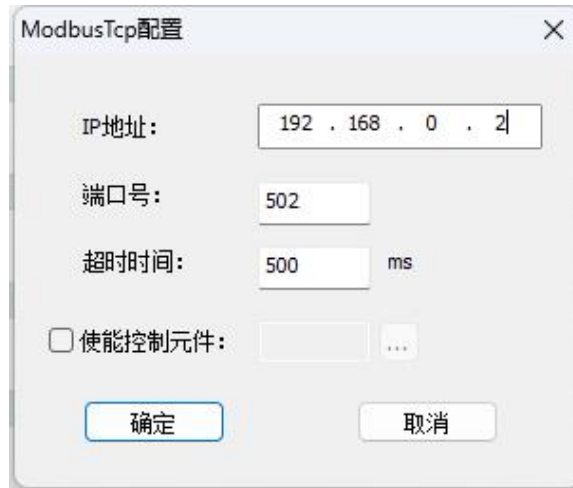 ModbusTcp配置
IP地址： 192 . 168 . 0 . 2
端口号： 502
超时时间： 500 ms
使能控制元件： ...
确定 取消